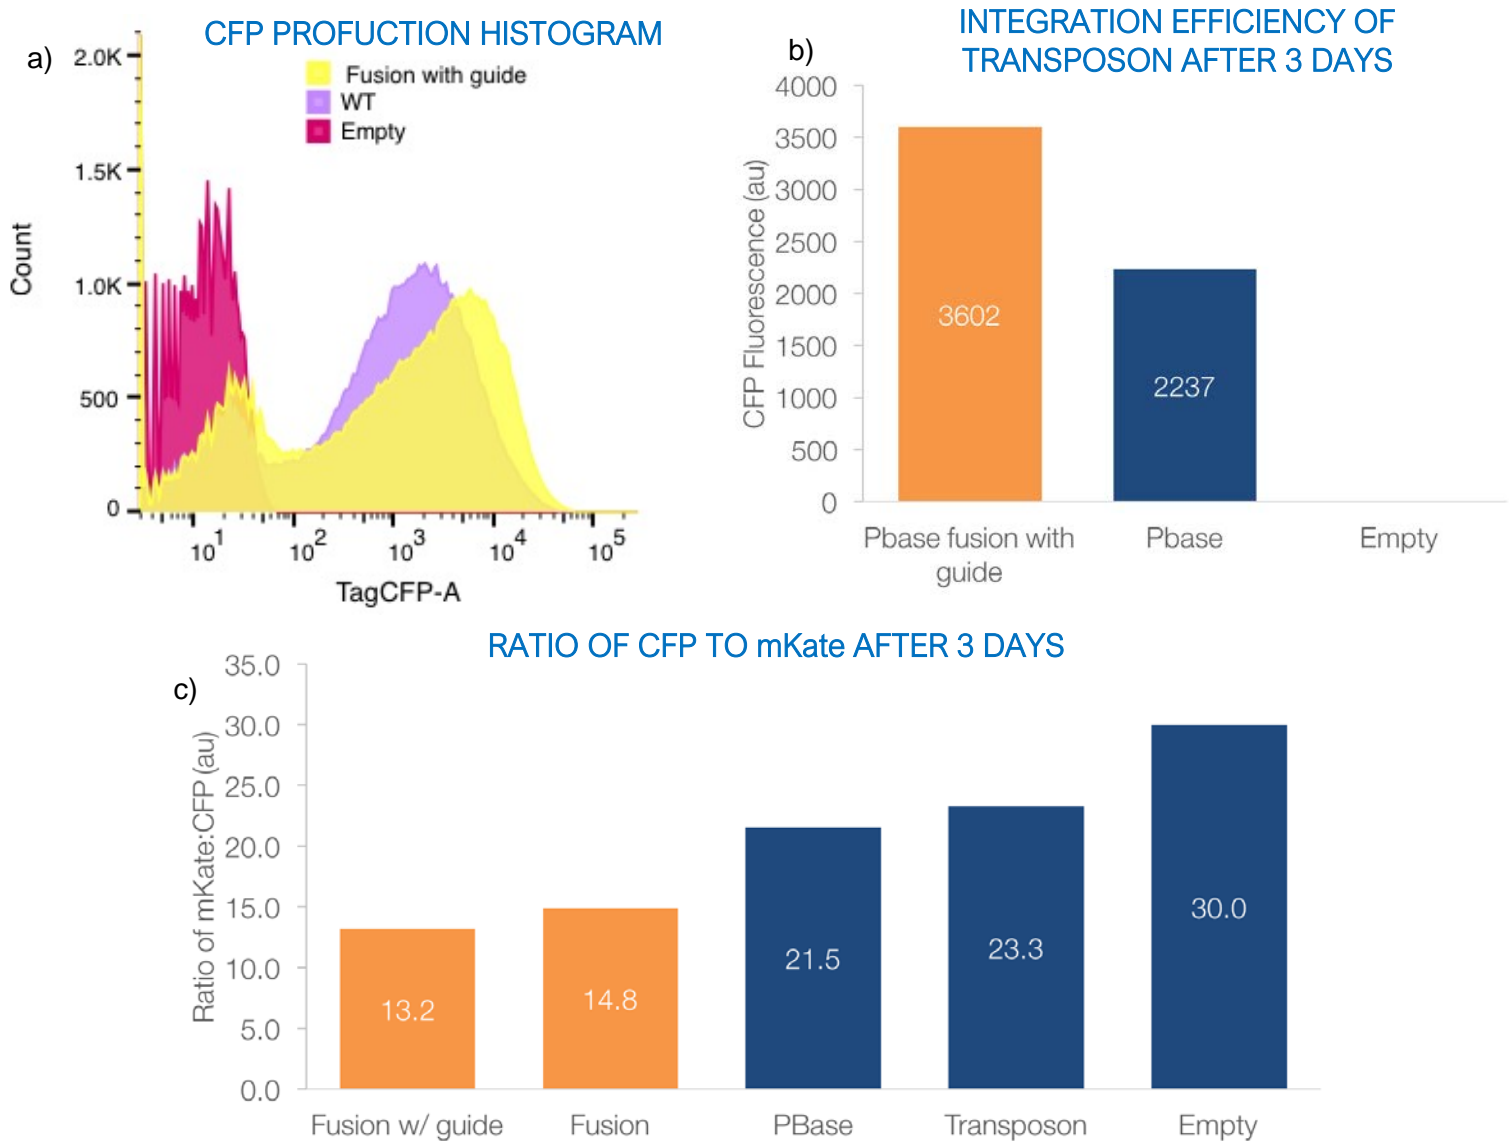 a)
CFP PROFUCTION HISTOGRAM
Fusion with guide
WT
Empty
2.0K
1.5K
1.0K
500
0
Count
10^1
10^2
10^3
10^4
10^5
TagCFP-A
b)
INTEGRATION EFFICIENCY OF
TRANSPOSON AFTER 3 DAYS
4000
3500
3000
2500
2000
1500
1000
500
0
CFP Fluorescence (au)
3602
2237
Pbase fusion with
guide
Pbase
Empty
c)
RATIO OF CFP TO mKate AFTER 3 DAYS
35.0
30.0
25.0
20.0
15.0
10.0
5.0
0.0
Ratio of mKate:CFP (au)
13.2
14.8
21.5
23.3
30.0
Fusion w/ guide
Fusion
PBase
Transposon
Empty